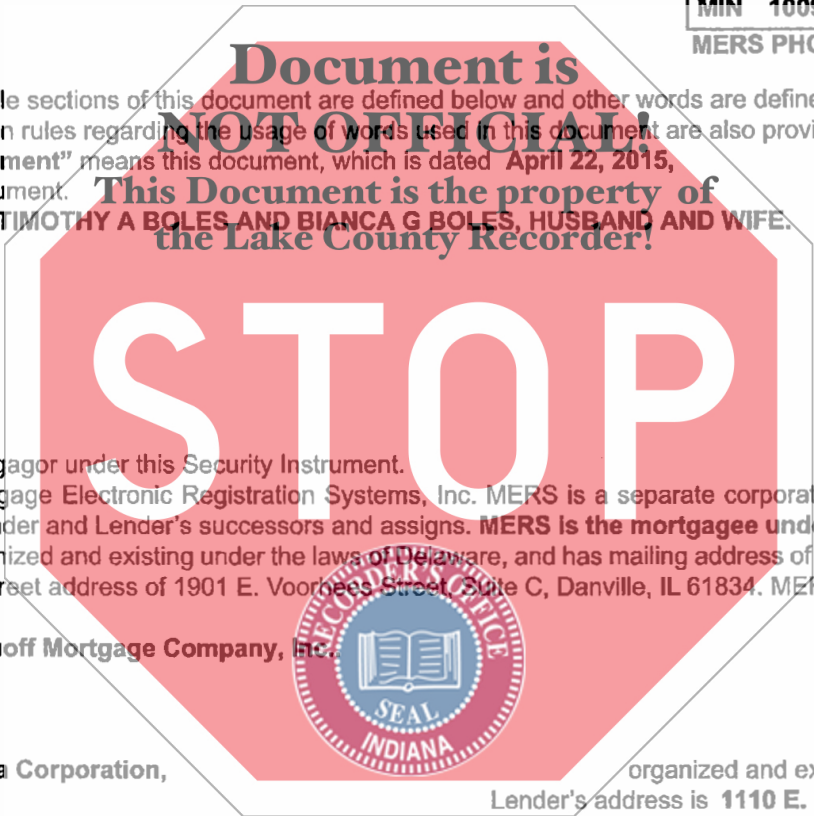 MIN 100
MERS PHO
Document is
le sections of this document are defined below and other words are define
NOT OFFICIAL!
n rules regarding the usage of words used in this document are also provi
ment” means this document, which is dated April 22, 2015,
This Document is the property of
ument.
TIMOTHY A BOLES AND BIANCA G BOLES, HUSBAND AND WIFE.
the Lake County Recorder!
STOP
gagor under this Security Instrument.
gage Electronic Registration Systems, Inc. MERS is a separate corporat
der and Lender’s successors and assigns. MERS is the mortgagee unde
ized and existing under the laws of Delaware, and has mailing address of
reet address of 1901 E. Voorhees Street, Suite C, Danville, IL 61834. MER
off Mortgage Company, Inc..
RECORDER'S OFFICE
SEAL
INDIANA
Corporation,
organized and ex
Lender’s address is 1110 E.